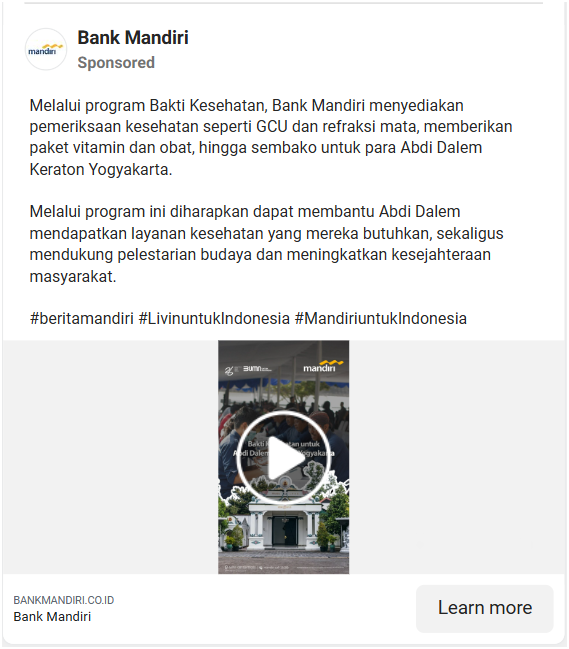 Bank Mandiri
mandiri
Sponsored
Melalui program Bakti Kesehatan, Bank Mandiri menyediakan
pemeriksaan kesehatan seperti GCU dan refraksi mata, memberikan
paket vitamin dan obat, hingga sembako untuk para Abdi Dalem
Keraton Yogyakarta.
Melalui program ini diharapkan dapat membantu Abdi Dalem
mendapatkan layanan kesehatan yang mereka butuhkan, sekaligus
mendukung pelestarian budaya dan meningkatkan kesejahteraan
masyarakat.
#beritamandiri #LivinuntukIndonesia #MandiriuntukIndonesia
BUMN
mandiri
Bakti untuk
Abdi Dalem
BANKMANDIRI.CO.ID
Bank Mandiri
Learn more